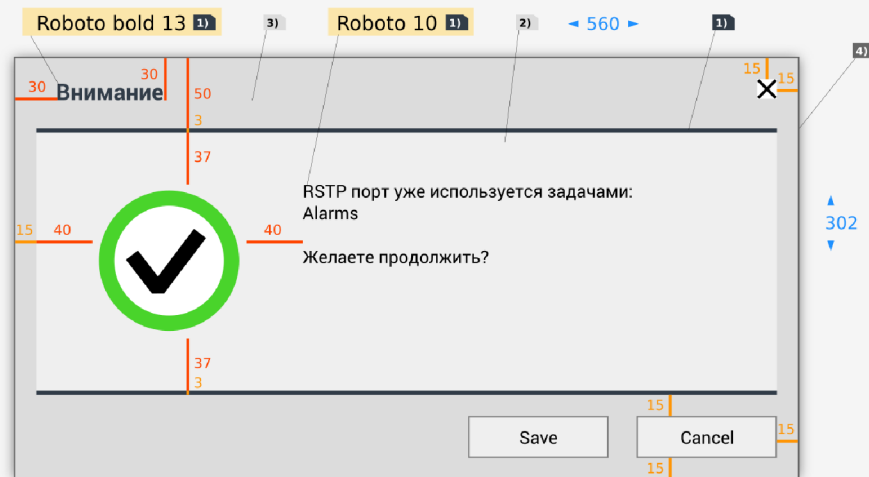 Roboto bold 13 1)
3)
Roboto 10 1)
2)
560
1)
4)
30
30
50
15
15
Внимание
3
37
RSTP порт уже используется задачами:
Alarms
15
40
40
302
Желаете продолжить?
37
3
15
15
Save
Cancel
15